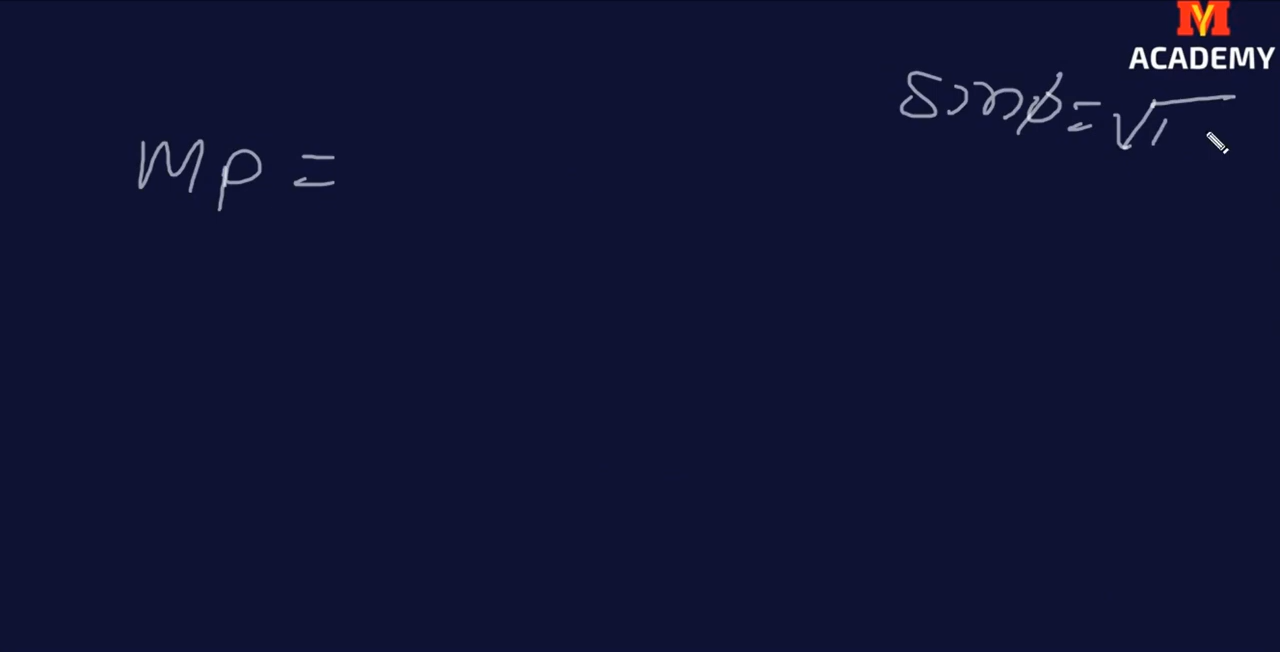 M
ACADEMY
sinφ = √1
Mp =